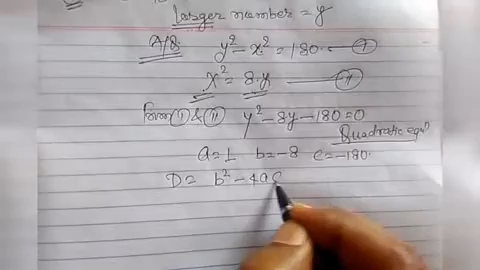 Larger number = y
A/Q y² - x² = 180 - I
x² = 8y - II
from I & II y² - 8y - 180 = 0
Quadratic eqⁿ
a = 1 b = -8 c = -180
D = b² - 4ac